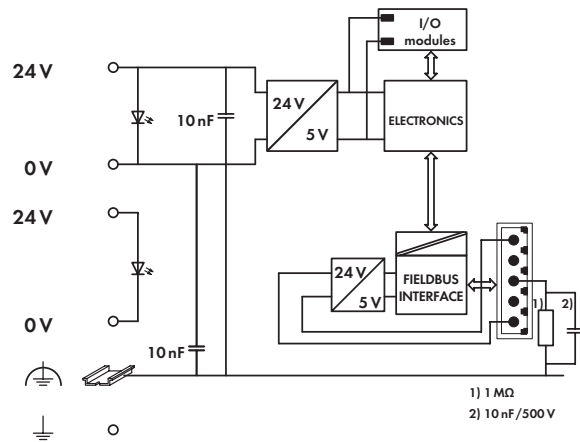 I/O
modules
24 V
10 nF
24 V
5 V
ELECTRONICS
0 V
24 V
24 V
5 V
FIELDBUS
INTERFACE
1)
2)
0 V
10 nF
1) 1 MΩ
2) 10 nF/500 V